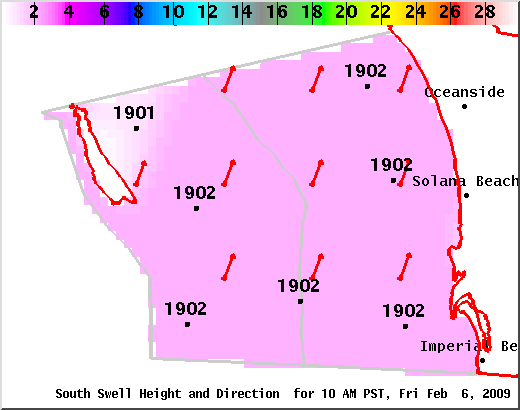 2 4 6 8 10 12 14 16 18 20 22 24 26 28
1902
Oceanside
1901
1902
Solana Beach
1902
1902
1902
1902
Imperial Be
South Swell Height and Direction for 10 AM PST, Fri Feb 6, 2009